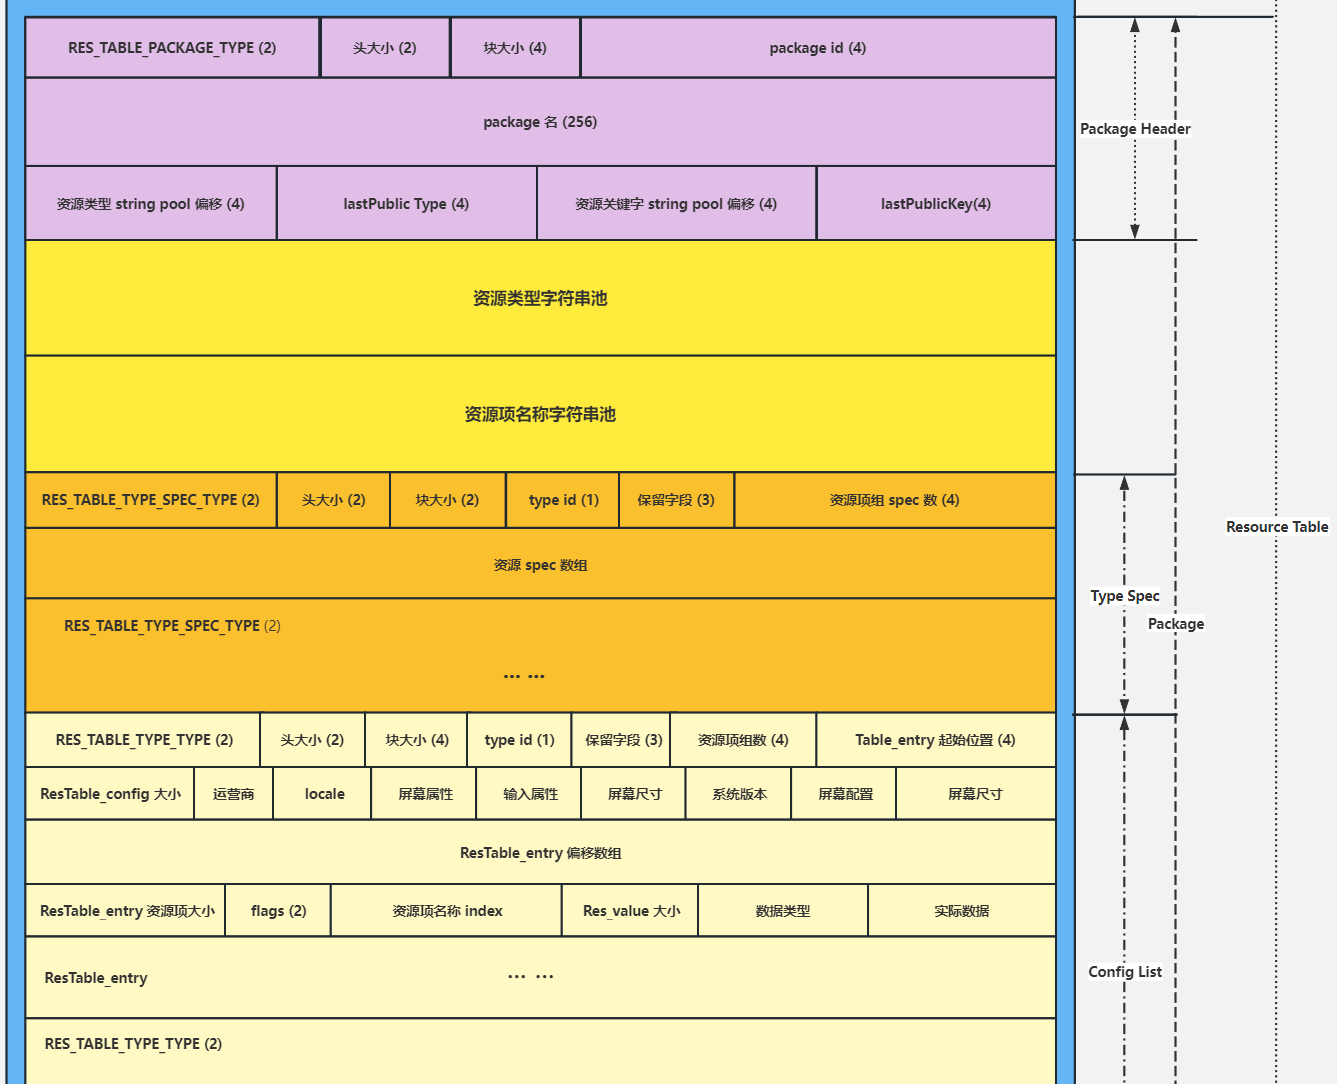 RES_TABLE_PACKAGE_TYPE (2)
头大小 (2)
块大小 (4)
package id (4)
package 名 (256)
Package Header
资源类型 string pool 偏移 (4)
lastPublic Type (4)
资源关键字 string pool 偏移 (4)
lastPublicKey(4)
资源类型字符串池
资源项名称字符串池
RES_TABLE_TYPE_SPEC_TYPE (2)
头大小 (2)
块大小 (2)
type id (1)
保留字段 (3)
资源项组 spec 数 (4)
Resource Table
资源 spec 数组
Type Spec
Package
RES_TABLE_TYPE_SPEC_TYPE (2)
... ...
RES_TABLE_TYPE_TYPE (2)
头大小 (2)
块大小 (4)
type id (1)
保留字段 (3)
资源项组数 (4)
Table_entry 起始位置 (4)
ResTable_config 大小
运营商
locale
屏幕属性
输入属性
屏幕尺寸
系统版本
屏幕配置
屏幕尺寸
ResTable_entry 偏移数组
ResTable_entry 资源项大小
flags (2)
资源项名称 index
Res_value 大小
数据类型
实际数据
Config List
ResTable_entry
... ...
RES_TABLE_TYPE_TYPE (2)